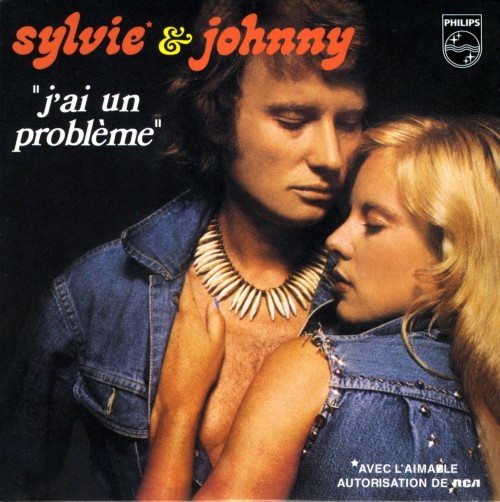 sylvie* & johnny
PHILIPS
"j'ai un
problème"
*AVEC L'AIMABLE
AUTORISATION DE RCA